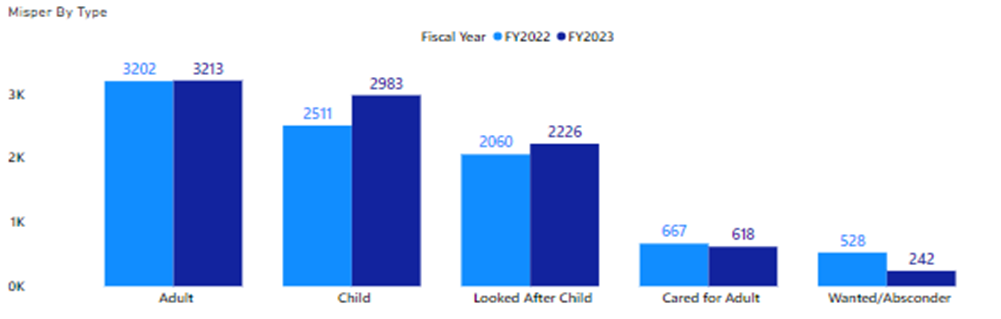 Misper By Type
Fiscal Year FY2022 FY2023
3202 3213
2983
2511
2060 2226
667 618
528
242
3K
2K
1K
0K
Adult Child Looked After Child Cared for Adult Wanted/Absconder